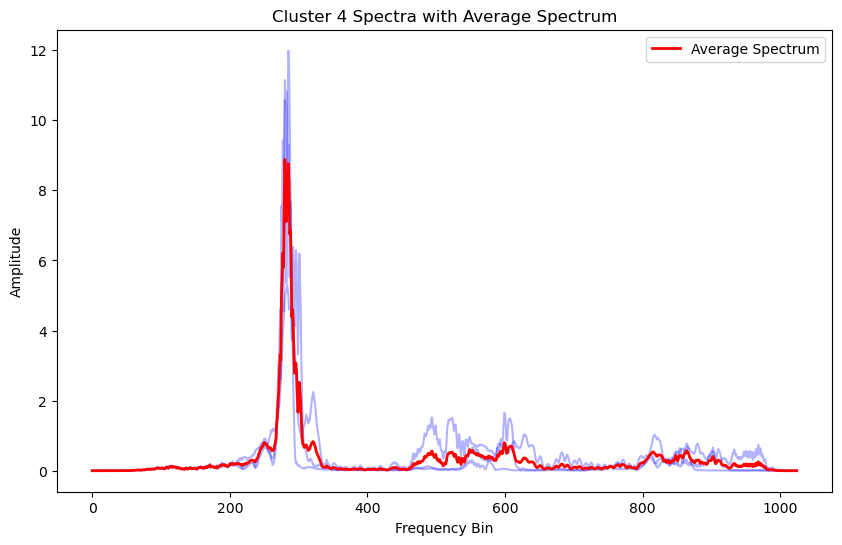 Cluster 4 Spectra with Average Spectrum
Average Spectrum
Amplitude
12
10
8
6
4
2
0
0 200 400 600 800 1000
Frequency Bin